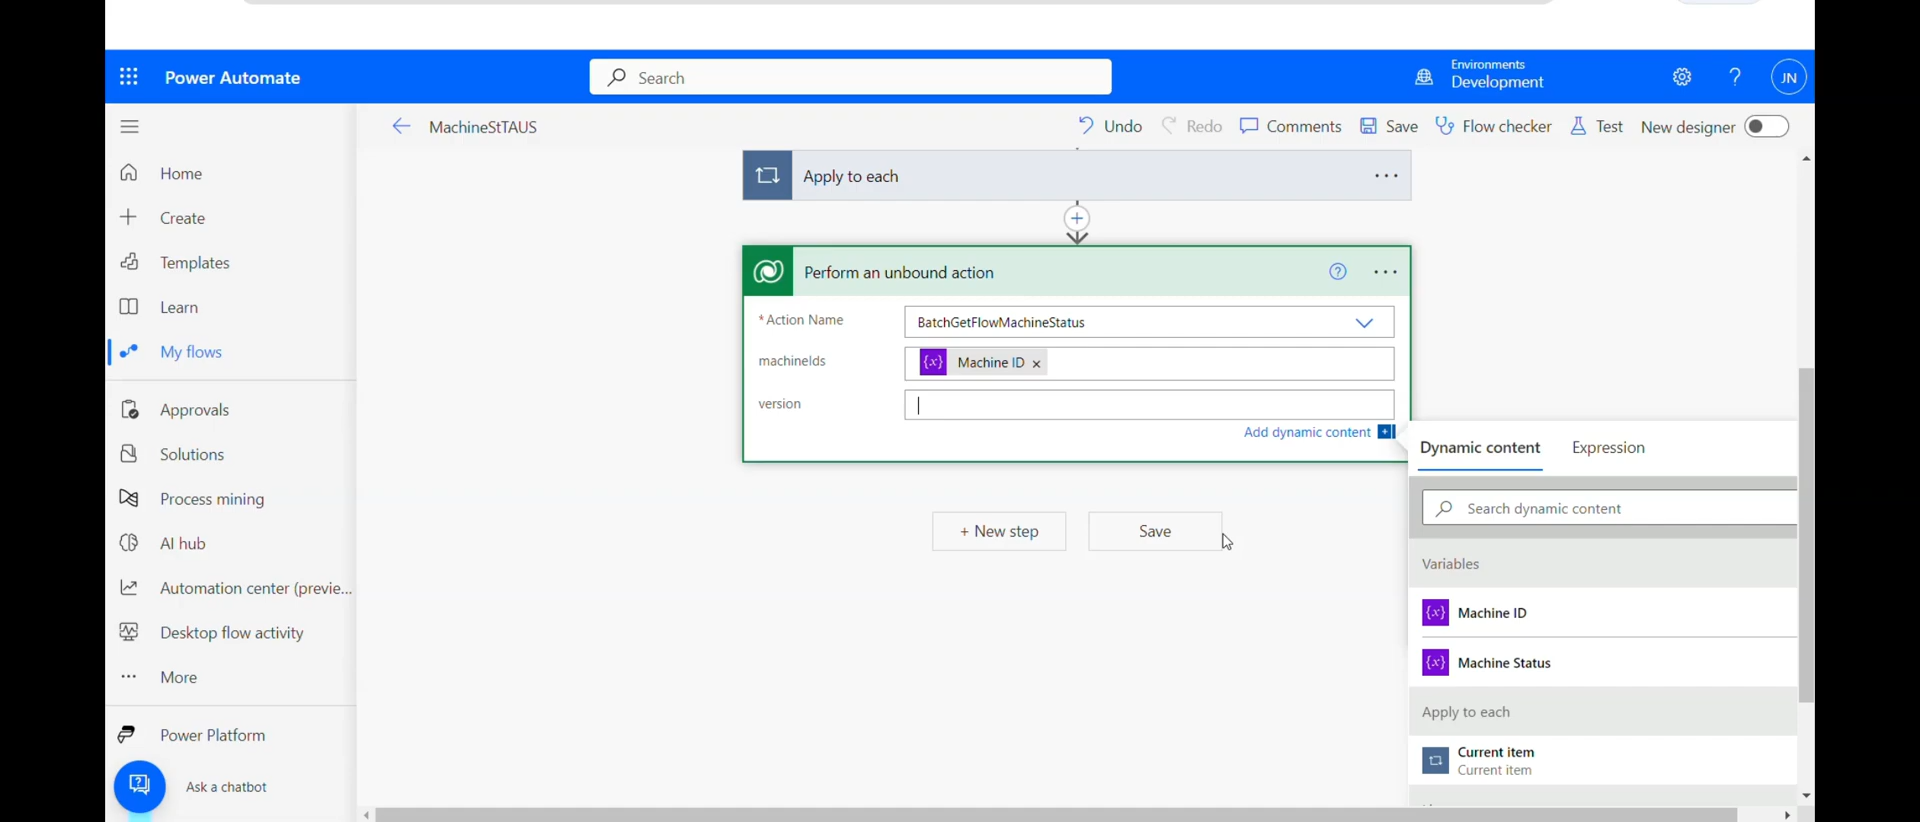 Power Automate
Search
Environments
Development
JN
MachineStTAUS
Undo
Redo
Comments
Save
Flow checker
Test
New designer
Home
Create
Templates
Learn
My flows
Approvals
Solutions
Process mining
AI hub
Automation center (previe...
Desktop flow activity
More
Power Platform
Ask a chatbot
Apply to each
Perform an unbound action
* Action Name
BatchGetFlowMachineStatus
machineIds
{x} Machine ID ×
version
Add dynamic content
+ New step
Save
Dynamic content
Expression
Search dynamic content
Variables
{x} Machine ID
{x} Machine Status
Apply to each
Current item
Current item